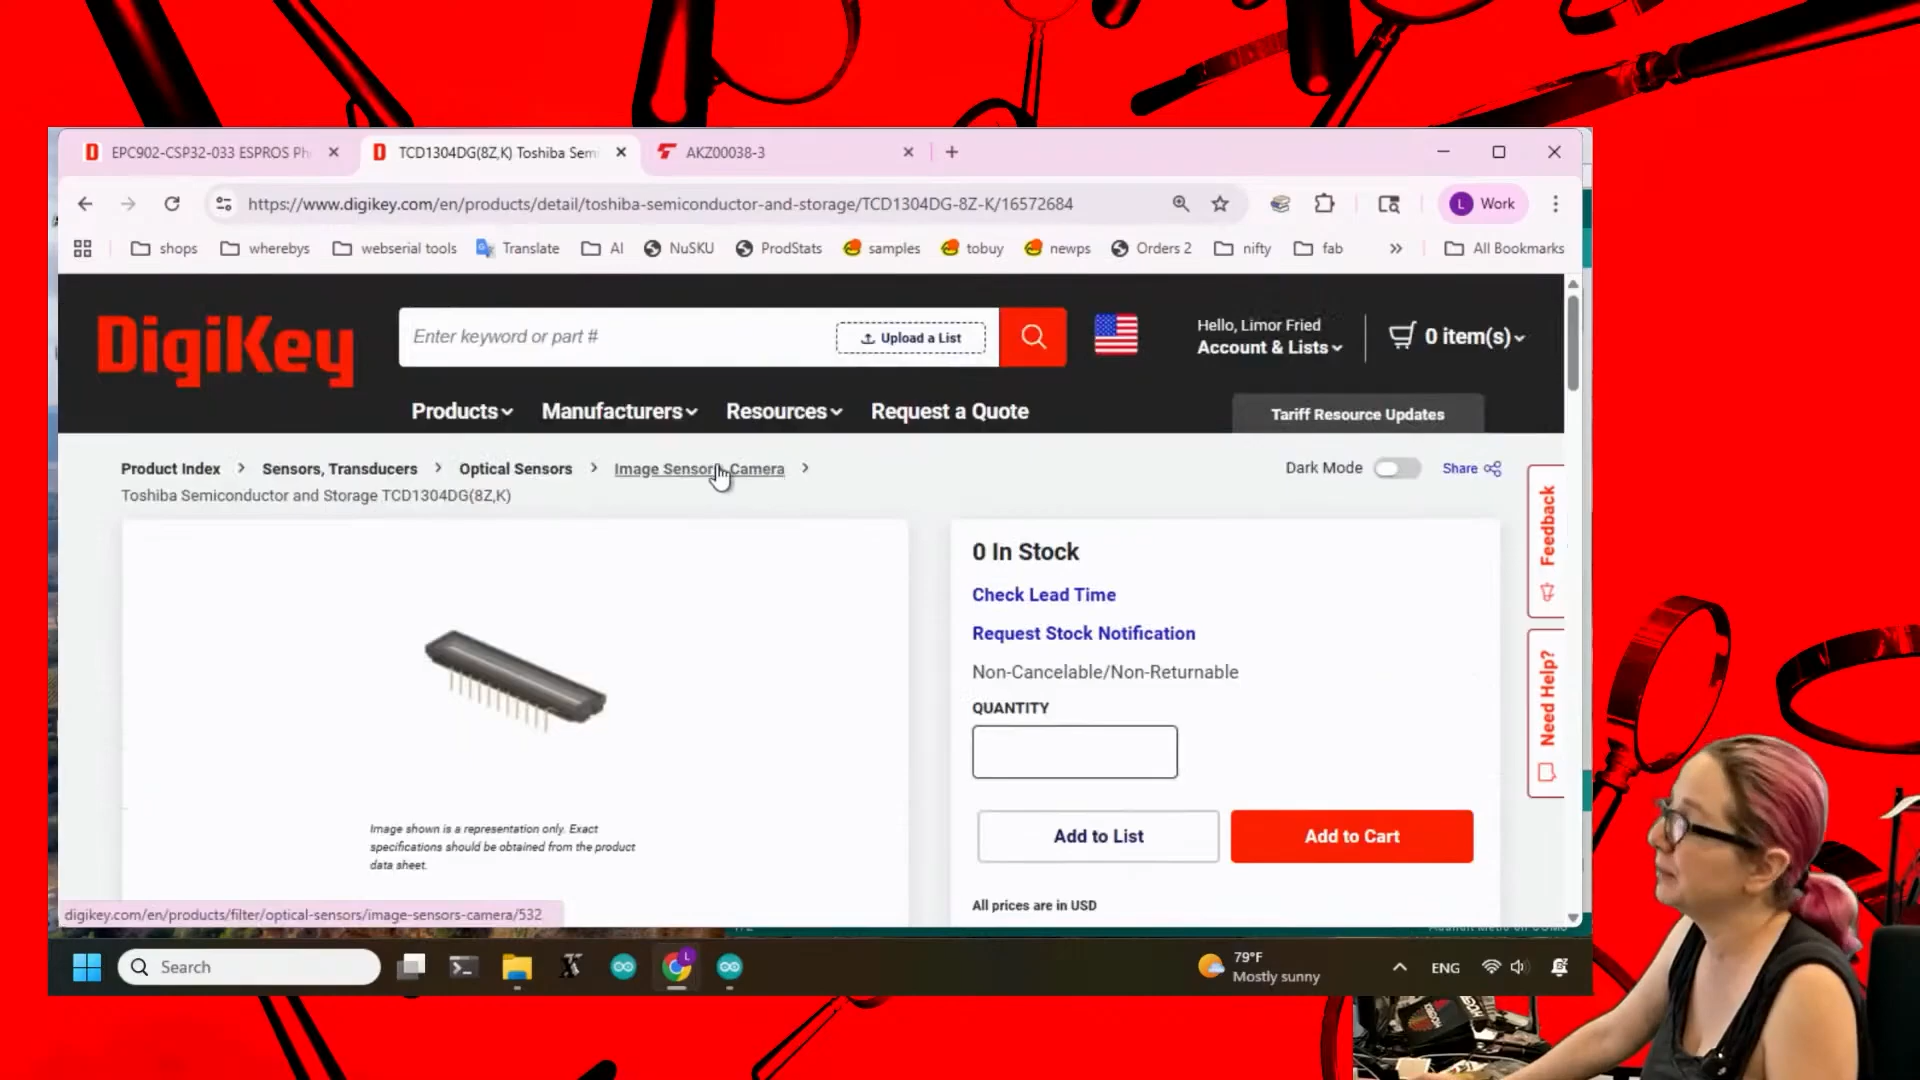 EPC902-CSP32-033 ESPROS Ph
TCD1304DG(8Z,K) Toshiba Sem
AKZ00038-3
https://www.digikey.com/en/products/detail/toshiba-semiconductor-and-storage/TCD1304DG-8Z-K/16572684
L Work
shops
wherebys
webserial tools
Translate
AI
NuSKU
ProdStats
samples
tobuy
newps
Orders 2
nifty
fab
All Bookmarks
DigiKey
Enter keyword or part #
Upload a List
Hello, Limor Fried
Account & Lists
0 item(s)
Products
Manufacturers
Resources
Request a Quote
Tariff Resource Updates
Product Index > Sensors, Transducers > Optical Sensors > Image Sensors, Camera >
Toshiba Semiconductor and Storage TCD1304DG(8Z,K)
Dark Mode
Share
0 In Stock
Check Lead Time
Request Stock Notification
Non-Cancelable/Non-Returnable
QUANTITY
Add to List
Add to Cart
All prices are in USD
Image shown is a representation only. Exact
specifications should be obtained from the product
data sheet.
Feedback
Need Help?
digikey.com/en/products/filter/optical-sensors/image-sensors-camera/532
Search
79°F
Mostly sunny
ENG